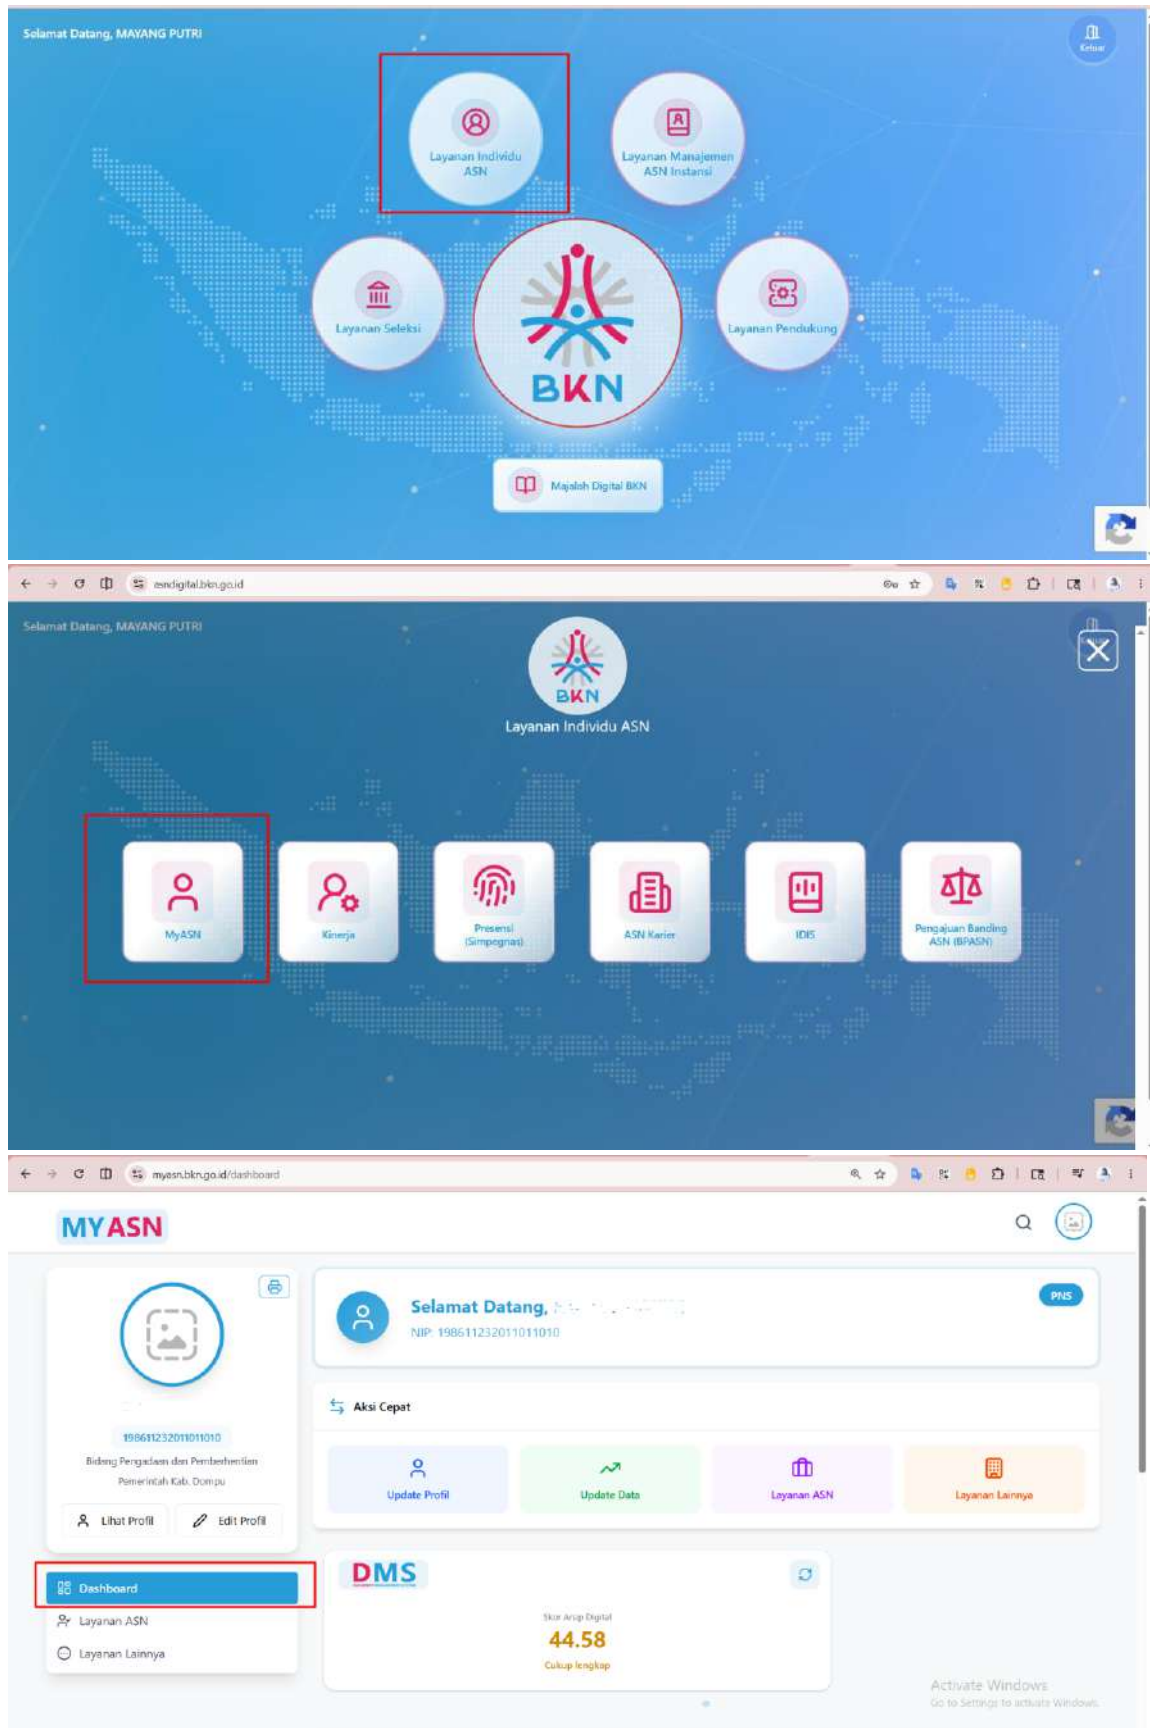 Selamat Datang, MAYANG PUTRI
Keluar
Layanan Individu
ASN
Layanan Manajemen
ASN Instansi
Layanan Seleksi
Layanan Pendukung
BKN
Majalah Digital BKN
asndigital.bkn.go.id
Selamat Datang, MAYANG PUTRI
BKN
Layanan Individu ASN
MyASN
Kinerja
Presensi
(Simpegnas)
ASN Karier
IDIS
Pengajuan Banding
ASN (BPASN)
myasn.bkn.go.id/dashboard
MYASN
Selamat Datang,
PNS
NIP: 198611232011011010
Aksi Cepat
198611232011011010
Bidang Pengadaan dan Pemberhentian
Pemerintah Kab. Dompu
Update Profil
Update Data
Layanan ASN
Layanan Lainnya
Lihat Profil
Edit Profil
DMS
Dashboard
Layanan ASN
Layanan Lainnya
Skor Arsip Digital
44.58
Cukup lengkap
Activate Windows
Go to Settings to activate Windows.